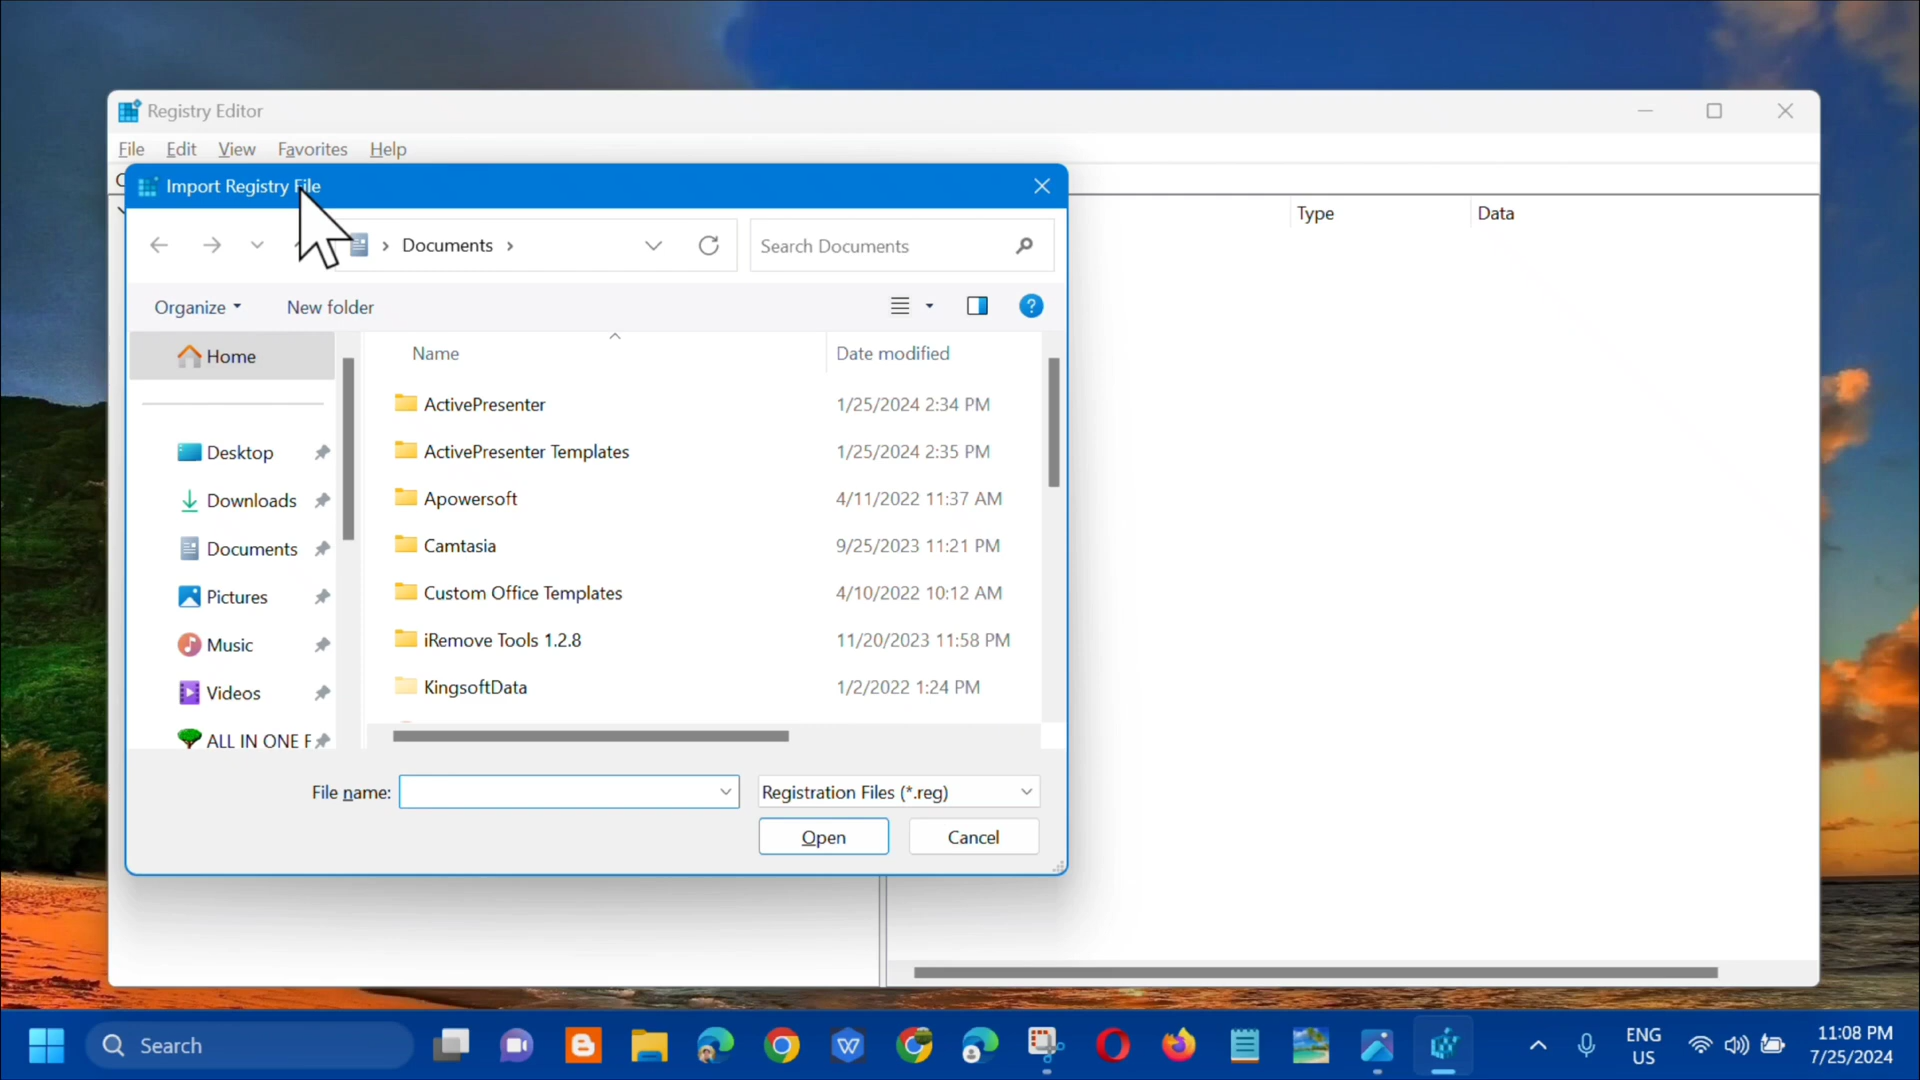 Registry Editor
File Edit View Favorites Help
Import Registry File
Documents
Search Documents
Organize New folder
Type Data
Name Date modified
Home
ActivePresenter 1/25/2024 2:34 PM
Desktop
ActivePresenter Templates 1/25/2024 2:35 PM
Downloads
Apowersoft 4/11/2022 11:37 AM
Documents
Camtasia 9/25/2023 11:21 PM
Pictures
Custom Office Templates 4/10/2022 10:12 AM
Music
iRemove Tools 1.2.8 11/20/2023 11:58 PM
Videos
KingsoftData 1/2/2022 1:24 PM
ALL IN ONE
File name: Registration Files (*.reg)
Open Cancel
Search
ENG
US
11:08 PM
7/25/2024